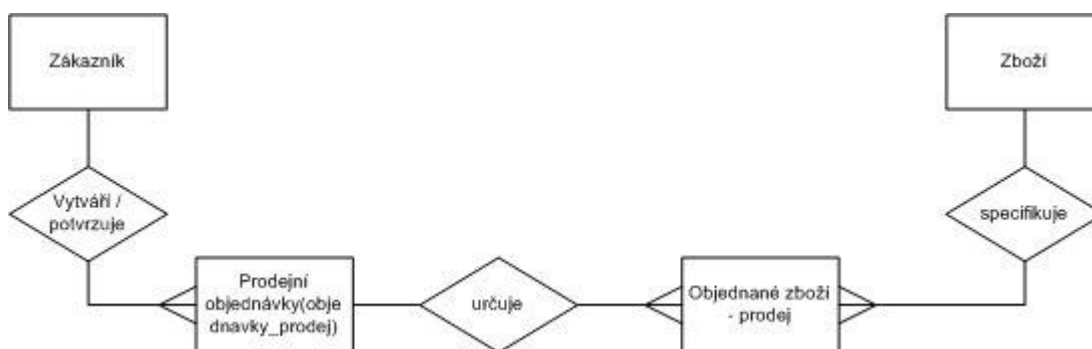 Zákazník
Zboží
Vytváří /
potvrzuje
specifikuje
Prodejní
objednávky(obje
dnavky_prodej)
určuje
Objednané zboží
- prodej